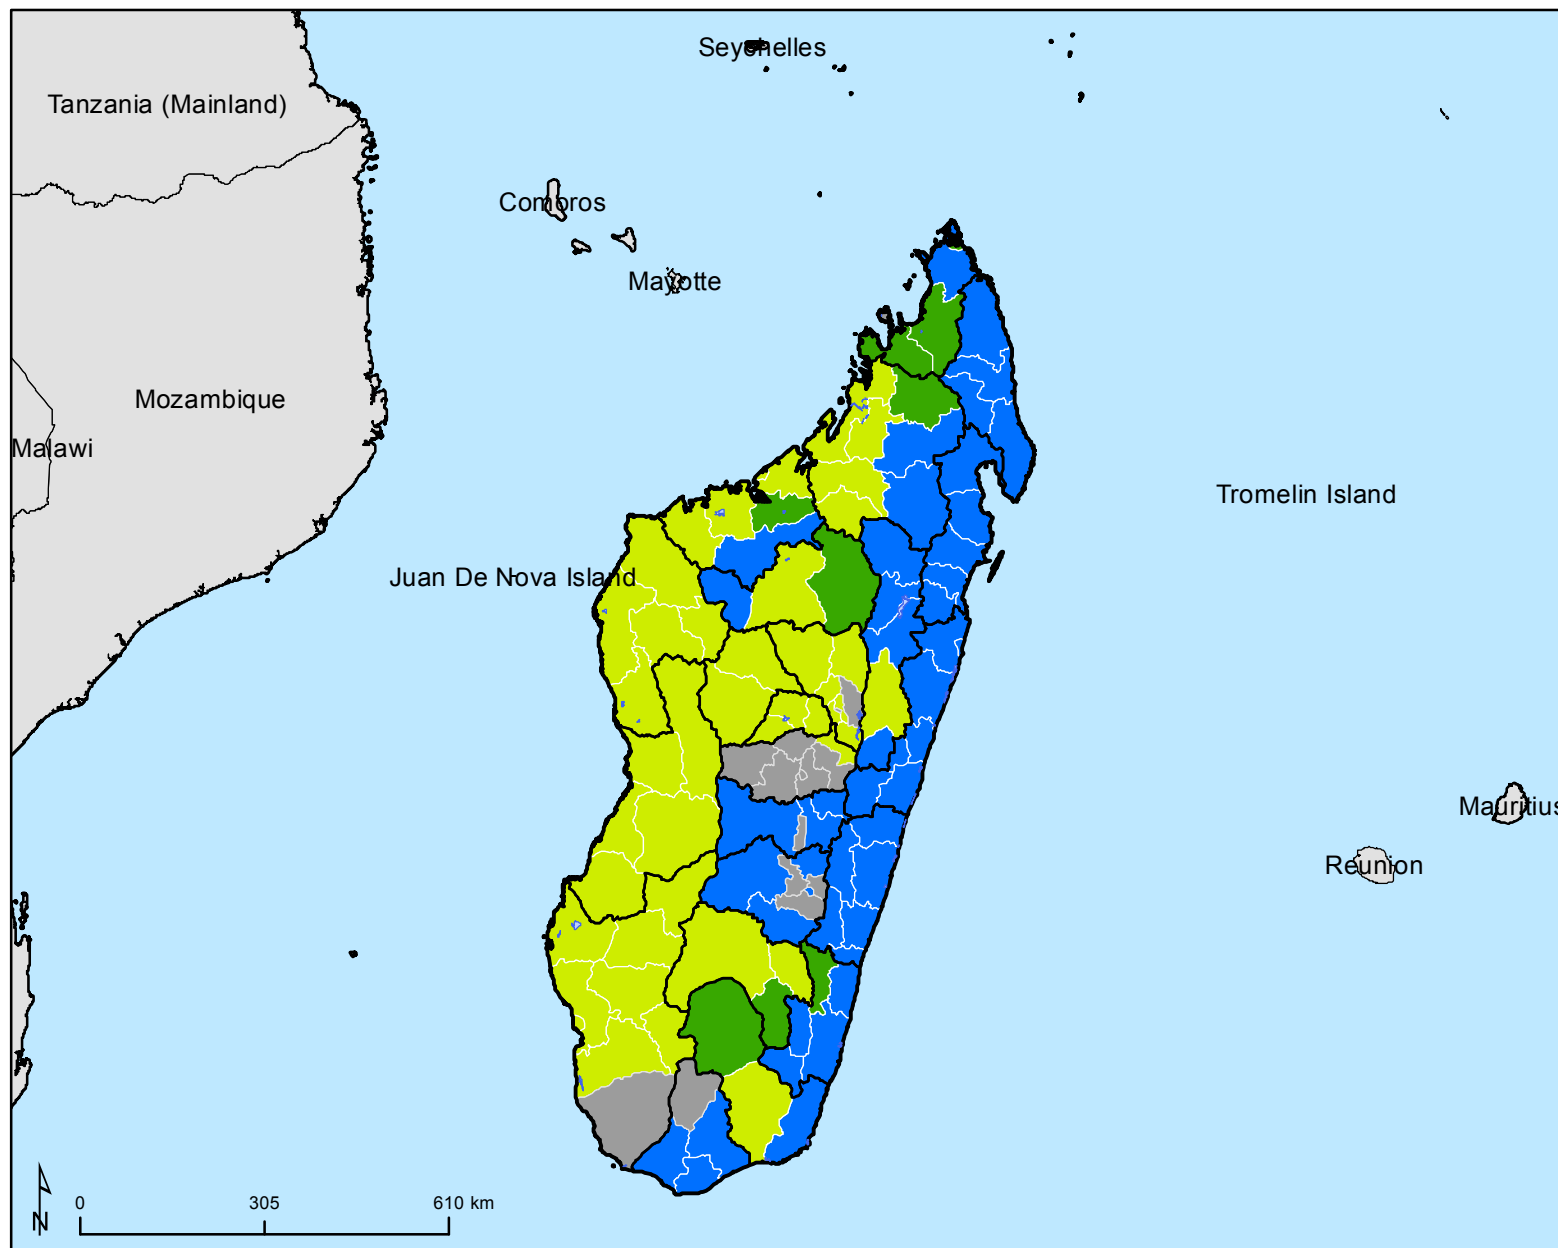 Seychelles
Tanzania (Mainland)
Comoros
Mayotte
Mozambique
Malawi
Tromelin Island
Juan De Nova Island
Mauritius
Reunion
0 305 610 km
N